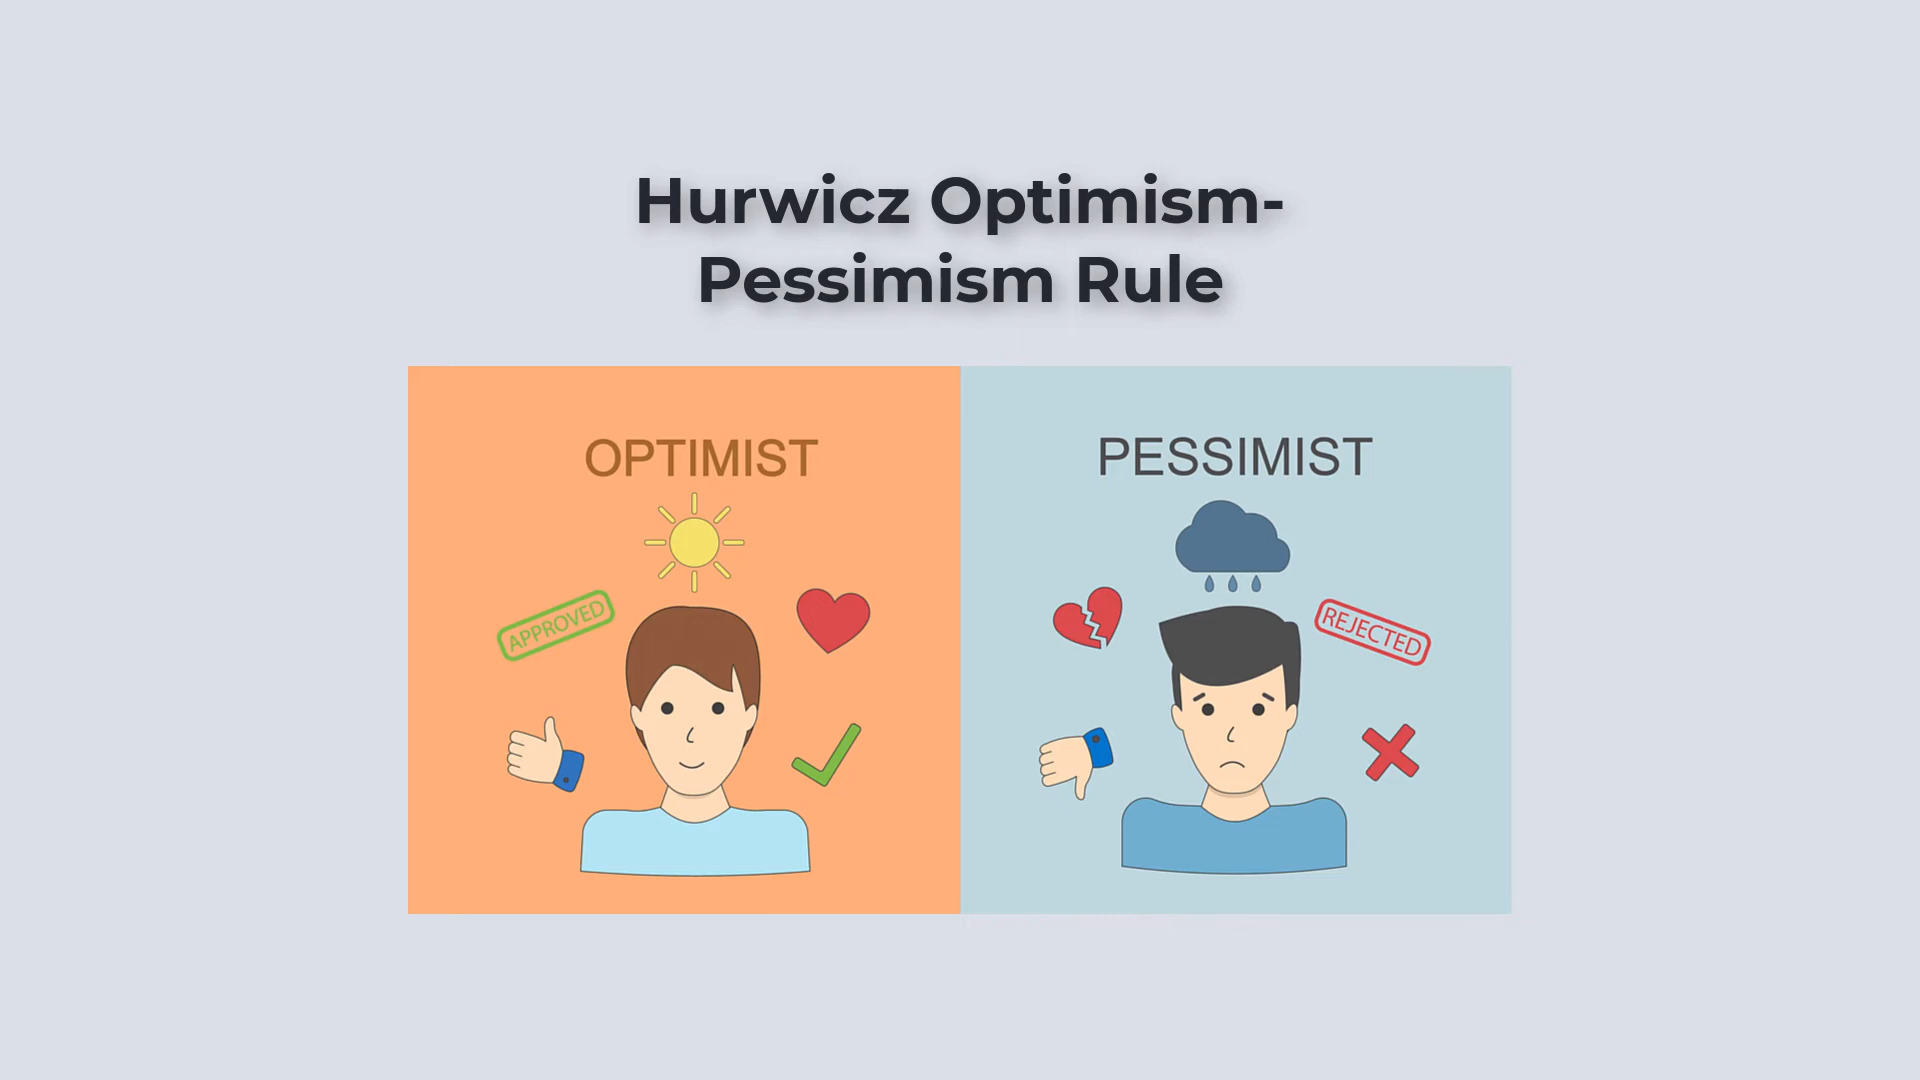 Hurwicz Optimism-
Pessimism Rule
OPTIMIST
APPROVED
PESSIMIST
REJECTED